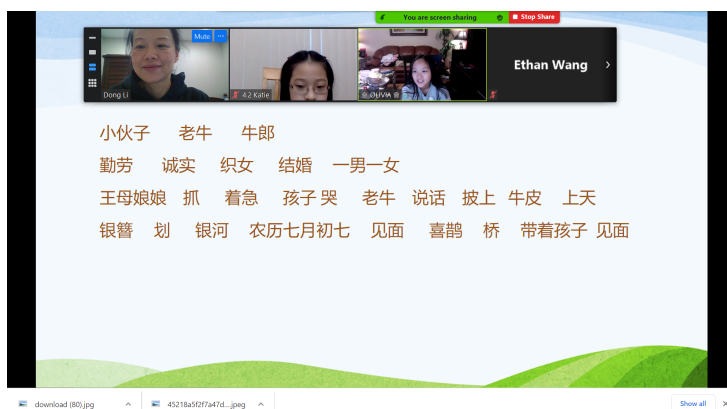 You are screen sharing Stop Share
Mute ...
Dong Li
4.2 Katie
OLIVIA
Ethan Wang
小伙子 老牛 牛郎
勤劳 诚实 织女 结婚 一男一女
王母娘娘 抓 着急 孩子 哭 老牛 说话 披上 牛皮 上天
银簪 划 银河 农历七月初七 见面 喜鹊 桥 带着孩子 见面
download (80).jpg 45218a5f2f7a47d....jpeg Show all